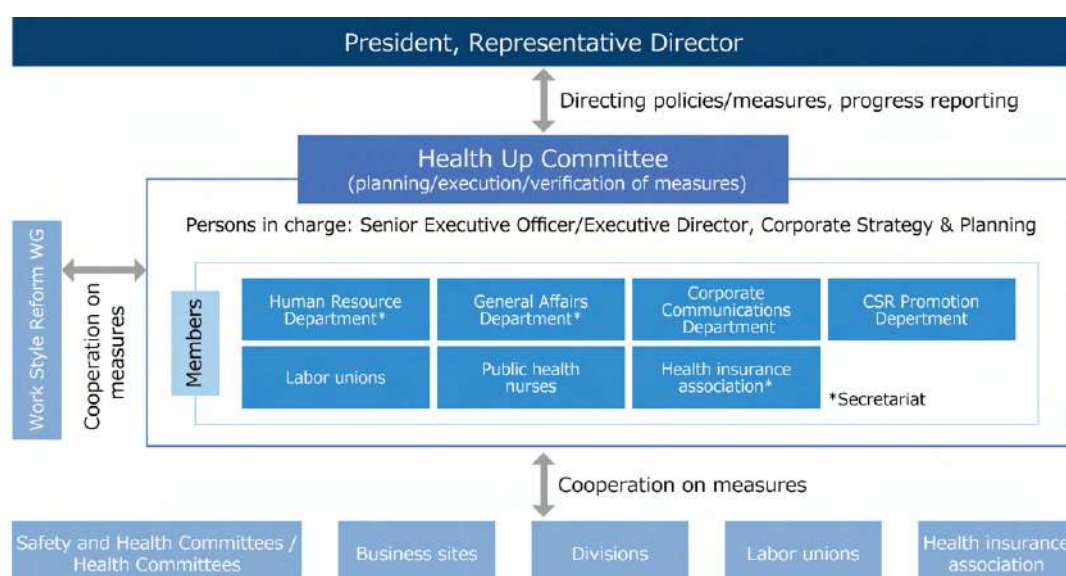 President, Representative Director
Directing policies/measures, progress reporting
Health Up Committee
(planning/execution/verification of measures)
Persons in charge: Senior Executive Officer/Executive Director, Corporate Strategy & Planning
Work Style Reform WG
Cooperation on
measures
Members
Human Resource
Department*
General Affairs
Department*
Corporate
Communications
Department
CSR Promotion
Depertment
Labor unions
Public health
nurses
Health insurance
association*
*Secretariat
Cooperation on measures
Safety and Health Committees /
Health Committees
Business sites
Divisions
Labor unions
Health insurance
association